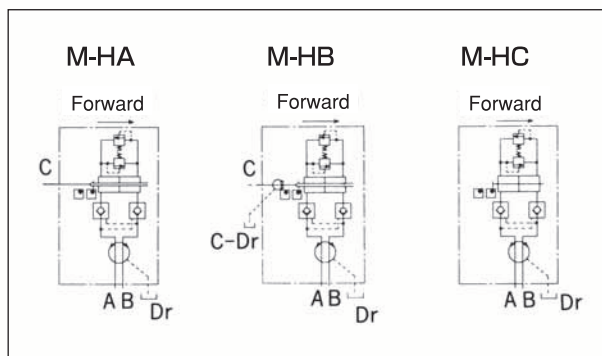 M-HA M-HB M-HC
Forward Forward Forward
C C
C-Dr
A B Dr A B Dr A B Dr